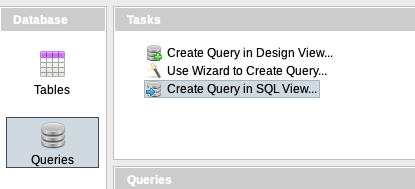 Database
Tables
Queries
Tasks
Create Query in Design View...
Use Wizard to Create Query...
Create Query in SQL View...
Queries